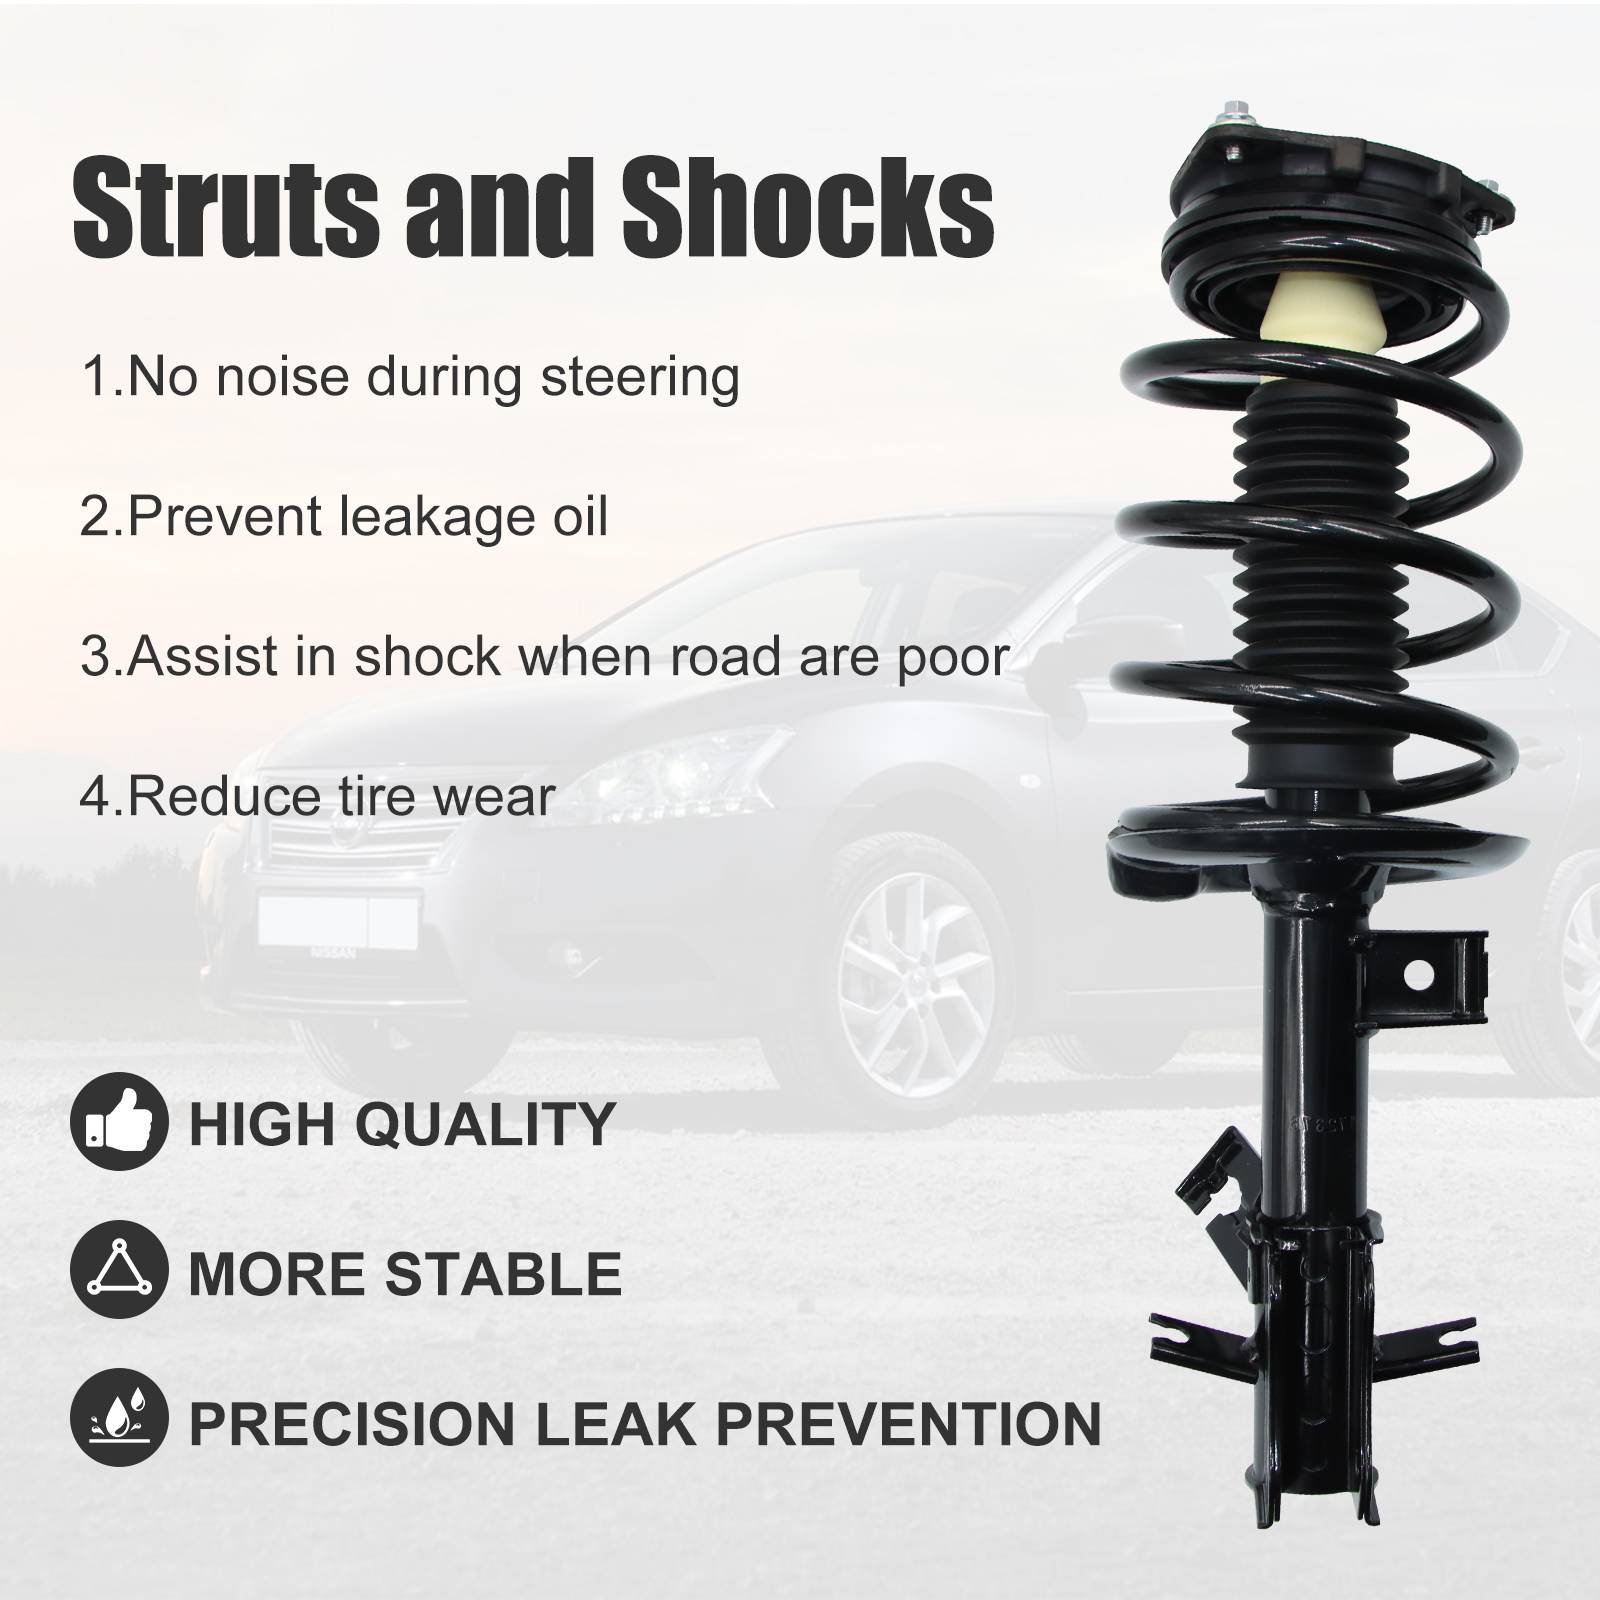 Struts and Shocks
1.No noise during steering
2.Prevent leakage oil
3.Assist in shock when road are poor
4.Reduce tire wear
NISSAN
HIGH QUALITY
MORE STABLE
PRECISION LEAK PREVENTION